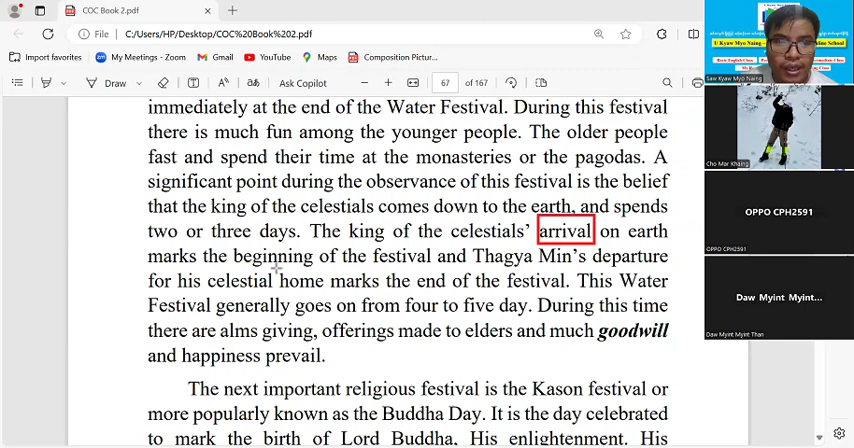 COC Book 2.pdf
File
C:/Users/HP/Desktop/COC%20Book%202.pdf
Import favorites
My Meetings - Zoom
Gmail
YouTube
Maps
Composition Pictur...
Draw
Ask Copilot
67 of 167
immediately at the end of the Water Festival. During this festival
there is much fun among the younger people. The older people
fast and spend their time at the monasteries or the pagodas. A
significant point during the observance of this festival is the belief
that the king of the celestials comes down to the earth, and spends
two or three days. The king of the celestials' arrival on earth
marks the beginning of the festival and Thagya Min's departure
for his celestial home marks the end of the festival. This Water
Festival generally goes on from four to five day. During this time
there are alms giving, offerings made to elders and much goodwill
and happiness prevail.
The next important religious festival is the Kason festival or
more popularly known as the Buddha Day. It is the day celebrated
to mark the birth of Lord Buddha, His enlightenment. His
Saw Kyaw Myo Naing
Cho Mar Khaing
OPPO CPH2591
OPPO CPH2591
Daw Myint Myint...
Daw Myint Myint Than